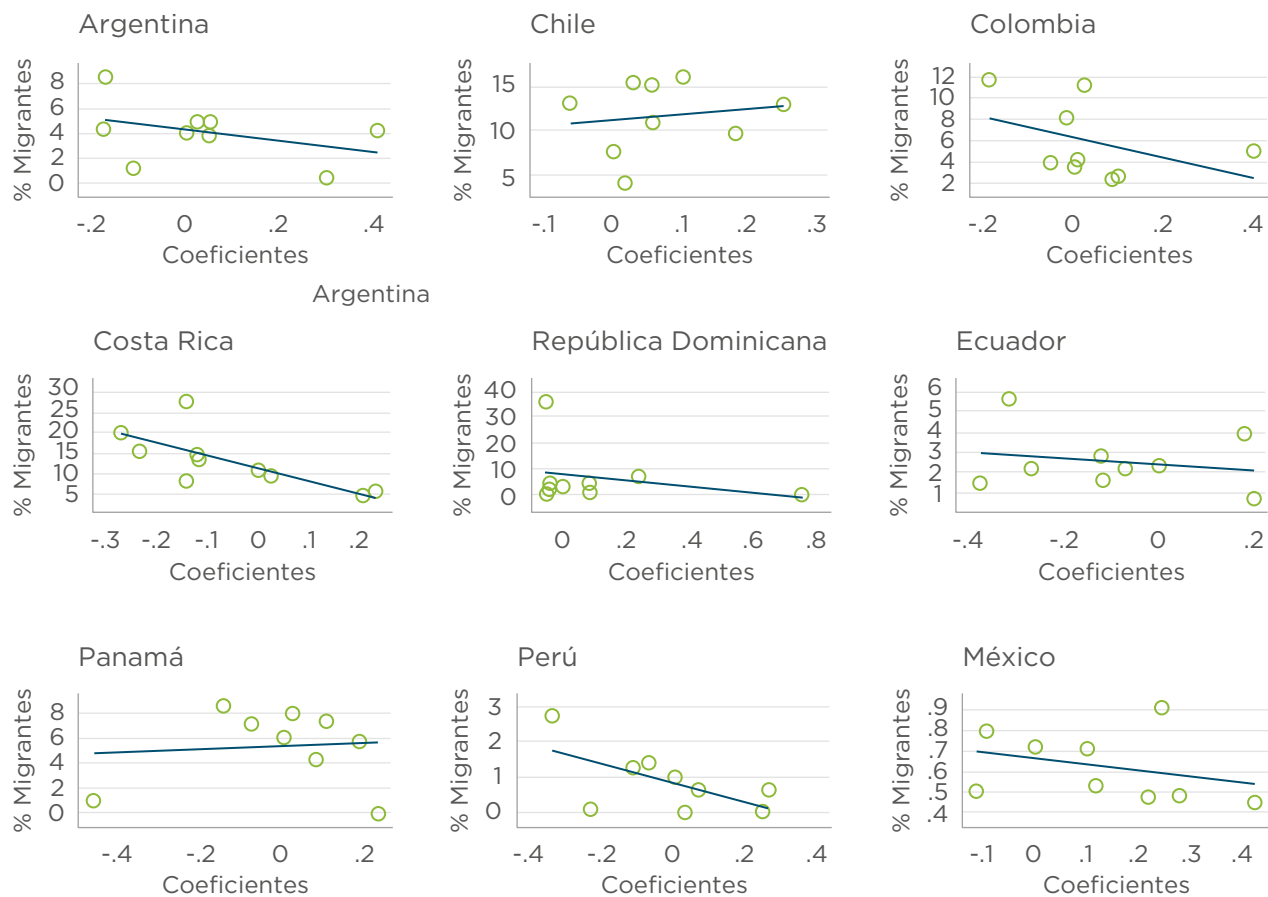 Argentina
% Migrantes
8
6
4
2
0
-.2 0 .2 .4
Coeficientes
Chile
% Migrantes
15
10
5
-.1 0 .1 .2 .3
Coeficientes
Colombia
% Migrantes
12
10
8
6
4
2
-.2 0 .2 .4
Coeficientes
Argentina
Costa Rica
% Migrantes
30
25
20
15
10
5
-.3 -.2 -.1 0 .1 .2
Coeficientes
República Dominicana
% Migrantes
40
30
20
10
0
0 .2 .4 .6 .8
Coeficientes
Ecuador
% Migrantes
6
5
4
3
2
1
-.4 -.2 0 .2
Coeficientes
Panamá
% Migrantes
8
6
4
2
0
-.4 -.2 0 .2
Coeficientes
Perú
% Migrantes
3
2
1
0
-.4 -.2 0 .2 .4
Coeficientes
México
% Migrantes
.9
.8
.7
.6
.5
.4
-.1 0 .1 .2 .3 .4
Coeficientes